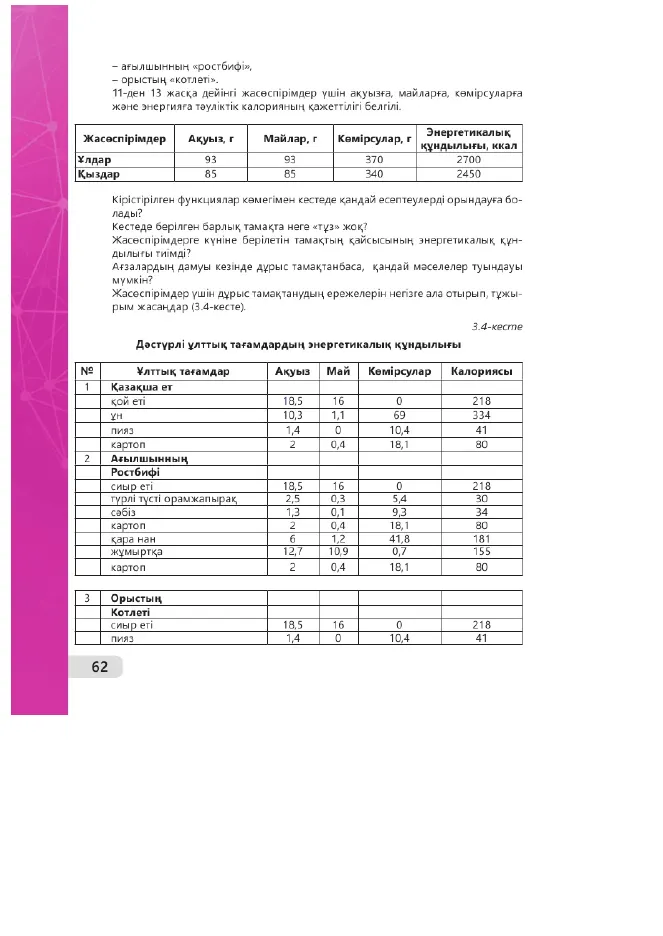 – ағылшынның «ростбифі»,
– орыстың «котлеті».
11-ден 13 жасқа дейінгі жасөспірімдер үшін ақуызға, майларға, көмірсуларға
және энергияға тәуліктік калорияның қажеттілігі белгілі.
Жасөспірімдер Ақуыз, г Майлар, г Көмірсулар, г Энергетикалық құндылығы, ккал
Ұлдар 93 93 370 2700
Қыздар 85 85 340 2450
Кірістірілген функциялар көмегімен кестеде қандай есептеулерді орындауға бо-
лады?
Кестеде берілген барлық тамақта неге «тұз» жоқ?
Жасөспірімдерге күніне берілетін тамақтың қайсысының энергетикалық құн-
дылығы тиімді?
Ағзалардың дамуы кезінде дұрыс тамақтанбаса, қандай мәселелер туындауы
мүмкін?
Жасөспірімдер үшін дұрыс тамақтанудың ережелерін негізге ала отырып, тұжы-
рым жасаңдар (3.4-кесте).
3.4-кесте
Дәстүрлі ұлттық тағамдардың энергетикалық құндылығы
№ Ұлттық тағамдар Ақуыз Май Көмірсулар Калориясы
1 Қазақша ет
қой еті 18,5 16 0 218
ұн 10,3 1,1 69 334
пияз 1,4 0 10,4 41
картоп 2 0,4 18,1 80
2 Ағылшынның
Ростбифі
сиыр еті 18,5 16 0 218
түрлі түсті орамжапырақ 2,5 0,3 5,4 30
сәбіз 1,3 0,1 9,3 34
картоп 2 0,4 18,1 80
қара нан 6 1,2 41,8 181
жұмыртқа 12,7 10,9 0,7 155
картоп 2 0,4 18,1 80
3 Орыстың
Котлеті
сиыр еті 18,5 16 0 218
пияз 1,4 0 10,4 41
62